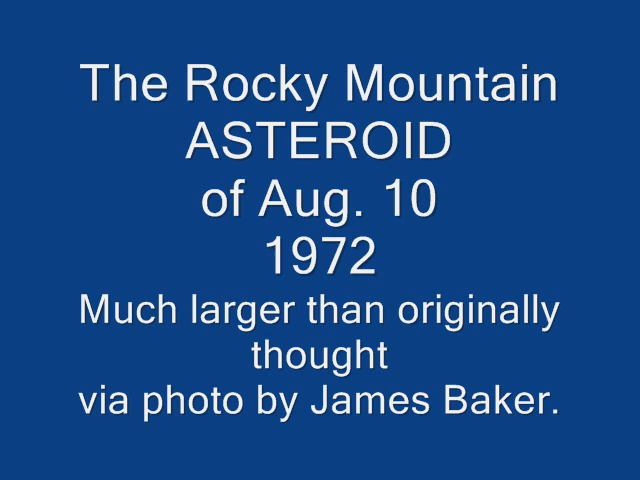 The Rocky Mountain
ASTEROID
of Aug. 10
1972
Much larger than originally
thought
via photo by James Baker.